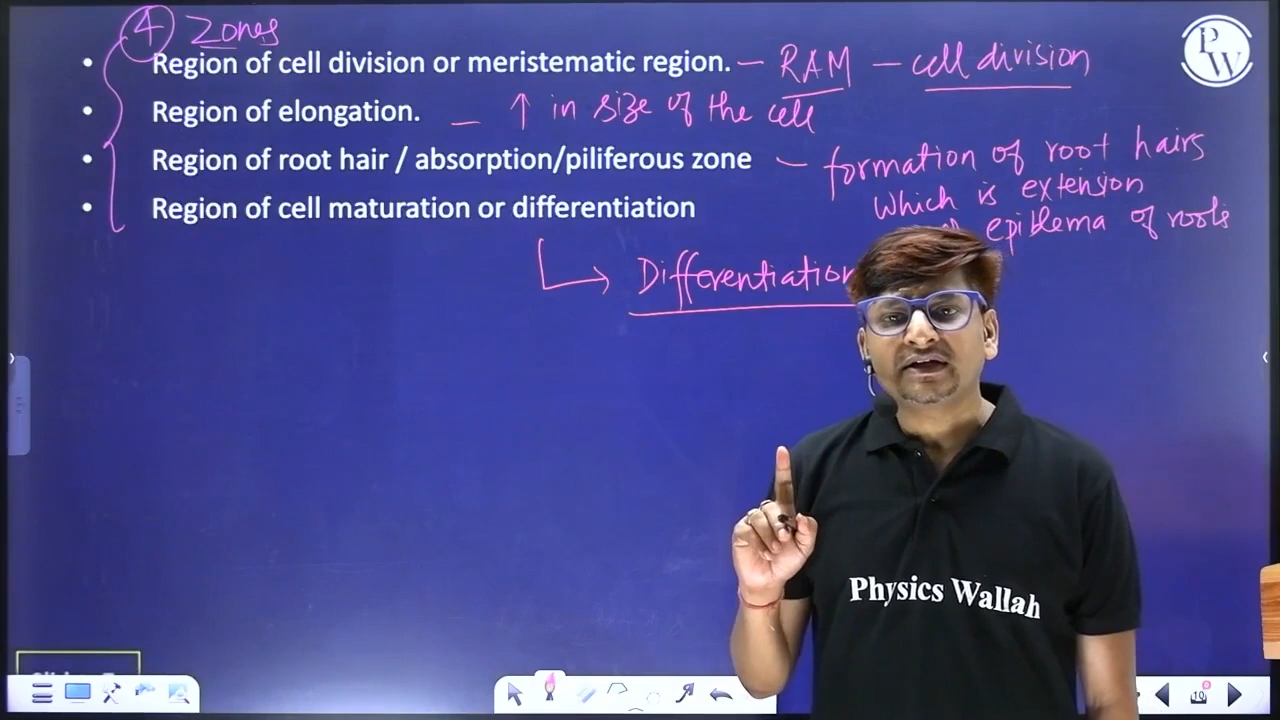 ④ Zones
• Region of cell division or meristematic region. – RAM – cell division
• Region of elongation. – ↑ in size of the cell
• Region of root hair / absorption/piliferous zone – formation of root hairs
which is extension
epiblema of roots
• Region of cell maturation or differentiation
Differentiation
PW
Physics Wallah